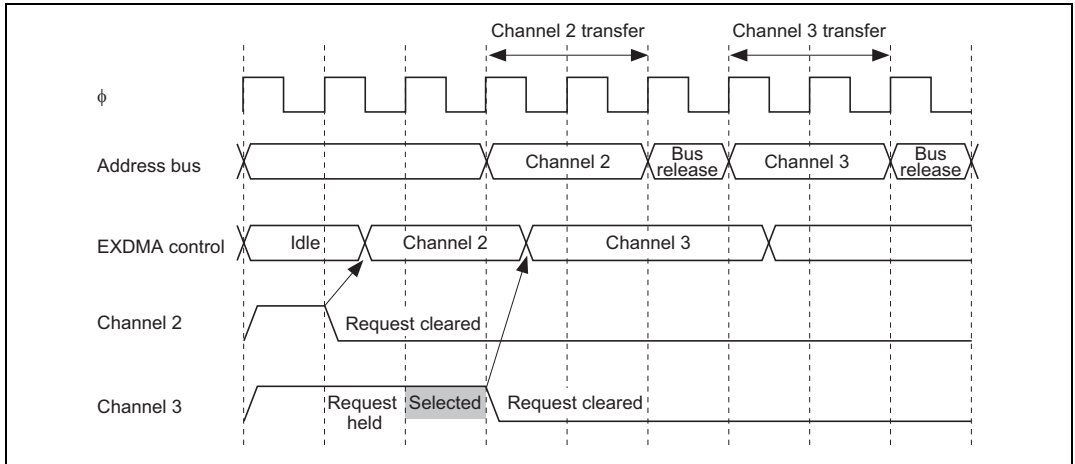 Channel 2 transfer Channel 3 transfer
ϕ
Address bus Channel 2 Bus release Channel 3 Bus release
EXDMA control Idle Channel 2 Channel 3
Channel 2 Request cleared
Channel 3 Request held Selected Request cleared